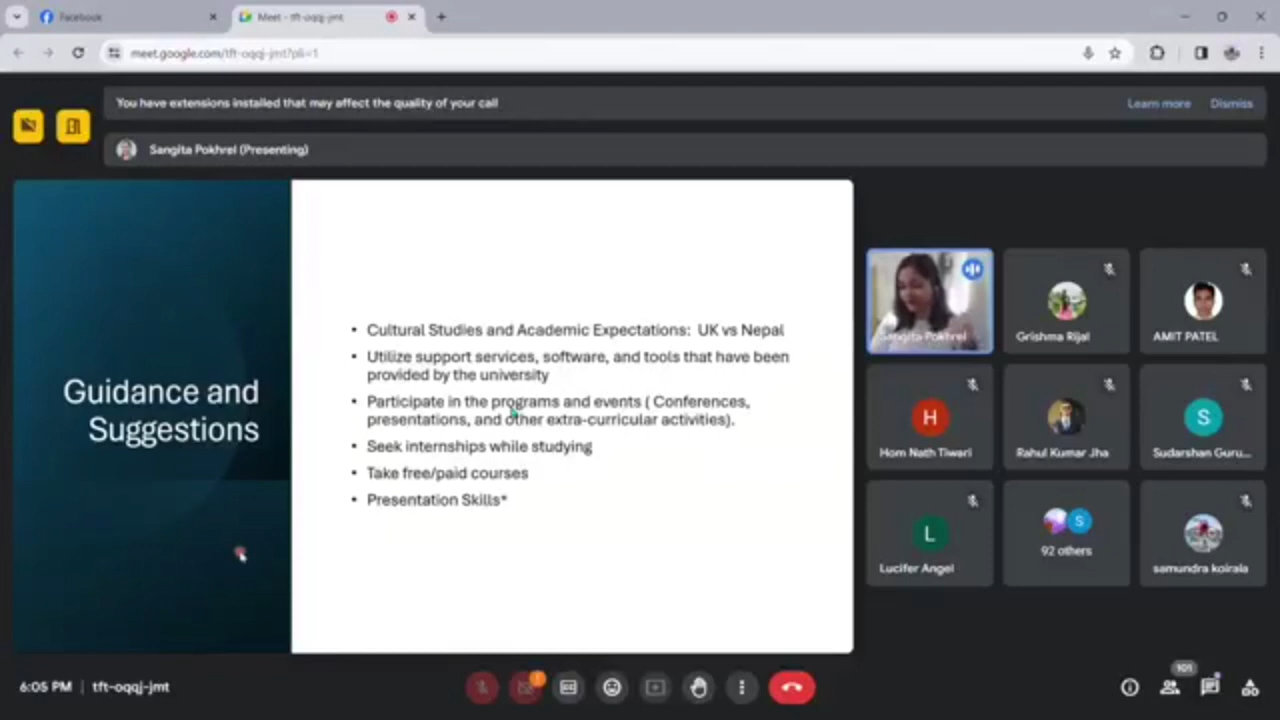 Facebook
Meet - tft-oqqj-jmt
meet.google.com/tft-oqqj-jmt?pli=1
You have extensions installed that may affect the quality of your call
Learn more
Dismiss
Sangita Pokhrel (Presenting)
Guidance and
Suggestions
• Cultural Studies and Academic Expectations: UK vs Nepal
• Utilize support services, software, and tools that have been
provided by the university
• Participate in the programs and events ( Conferences,
presentations, and other extra-curricular activities).
• Seek internships while studying
• Take free/paid courses
• Presentation Skills*
Sangita Pokhrel
Grishma Rijal
AMIT PATEL
H
Hom Nath Tiwari
Rahul Kumar Jha
S
Sudarshan Guru...
L
Lucifer Angel
S
92 others
samundra koirala
6:05 PM | tft-oqqj-jmt
101